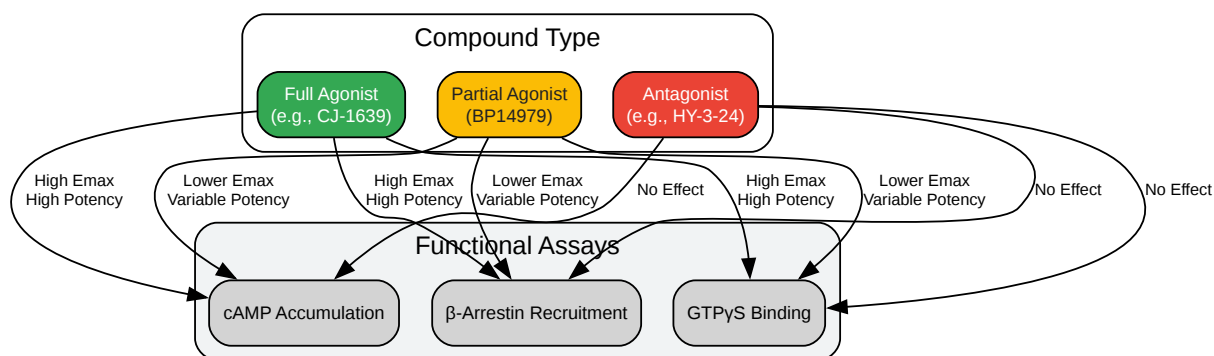 Compound Type
Full Agonist
(e.g., CJ-1639)
Partial Agonist
(BP14979)
Antagonist
(e.g., HY-3-24)
High Emax
High Potency
Lower Emax
Variable Potency
High Emax
High Potency
Lower Emax
Variable Potency
No Effect
High Emax
High Potency
Lower Emax
Variable Potency
No Effect
No Effect
Functional Assays
cAMP Accumulation
β-Arrestin Recruitment
GTPγS Binding